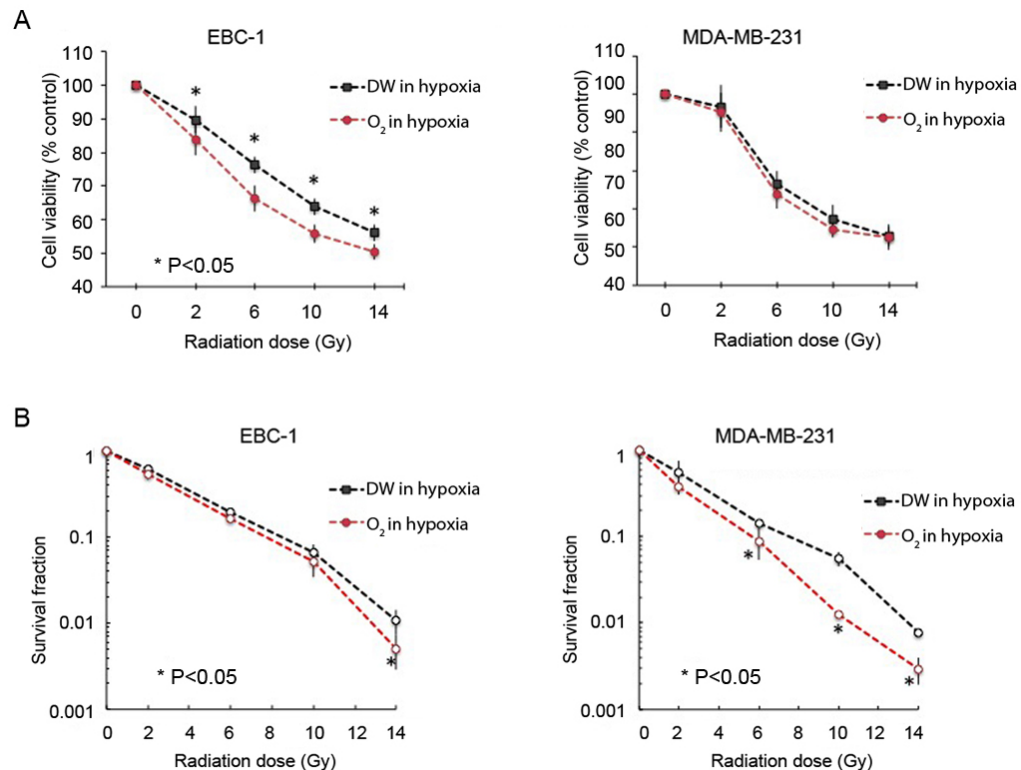 A
EBC-1
Cell viability (% control)
110
100
90
80
70
60
50
40
* * * *
DW in hypoxia
O2 in hypoxia
* P<0.05
0 2 6 10 14
Radiation dose (Gy)
MDA-MB-231
Cell viability (% control)
110
100
90
80
70
60
50
40
DW in hypoxia
O2 in hypoxia
0 2 6 10 14
Radiation dose (Gy)
B
EBC-1
Survival fraction
1
0.1
0.01
0.001
DW in hypoxia
O2 in hypoxia
*
* P<0.05
0 2 4 6 8 10 12 14
Radiation dose (Gy)
MDA-MB-231
Survival fraction
1
0.1
0.01
0.001
DW in hypoxia
O2 in hypoxia
* * *
* P<0.05
0 2 4 6 8 10 12 14
Radiation dose (Gy)